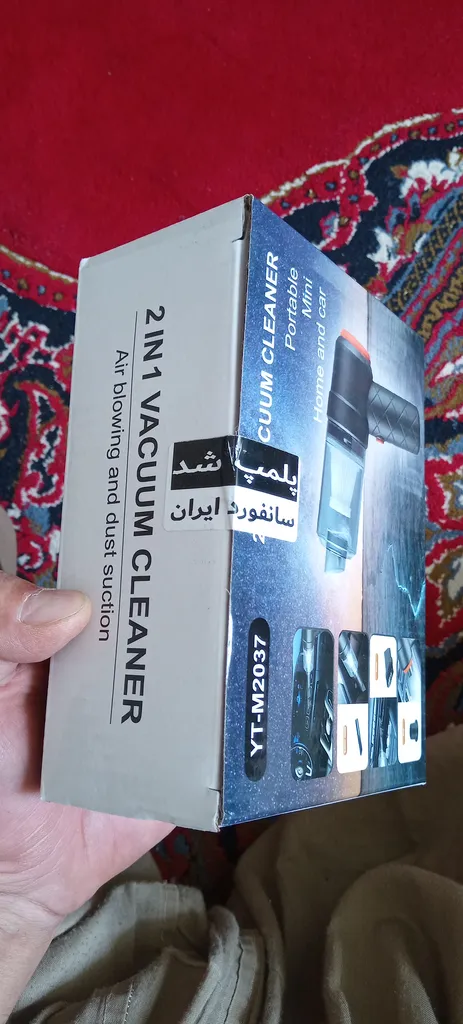 2 IN 1 VACUUM CLEANER
Air blowing and dust suction
CUUM CLEANER
Portable
Mini
Home and car
پلمپ شد
سانفورد ایران
YT-M2037